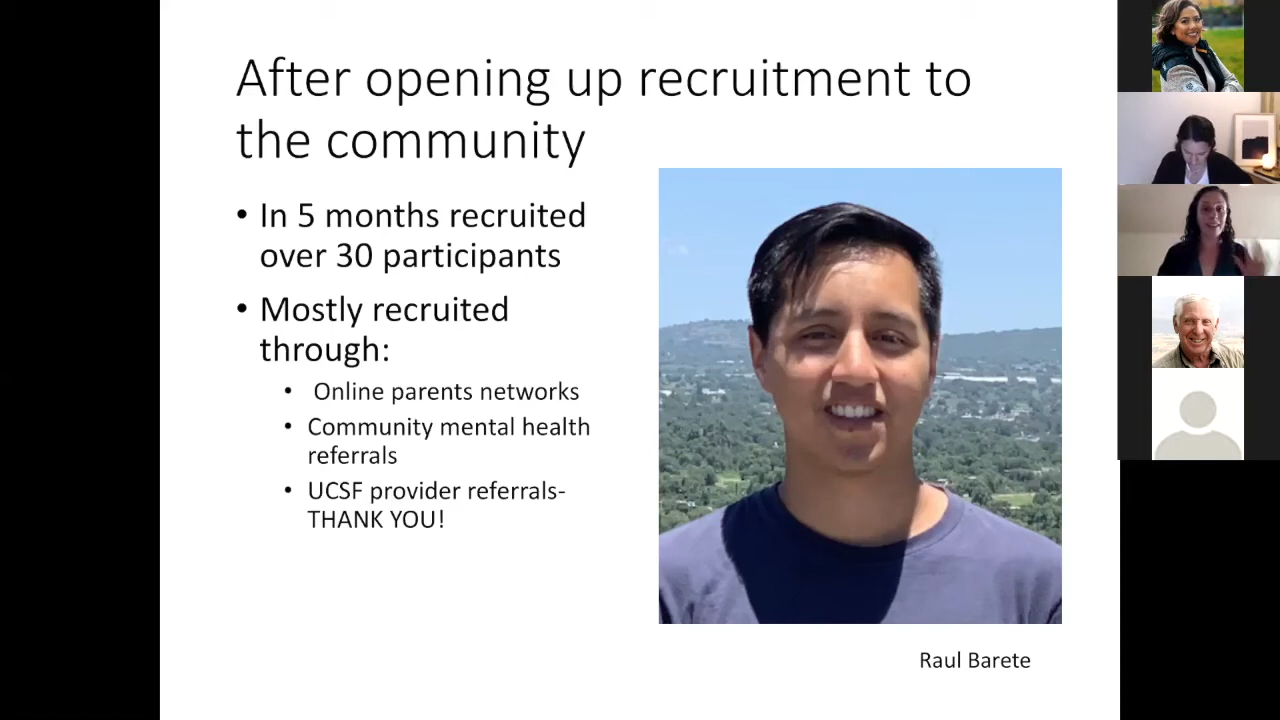 After opening up recruitment to
the community
• In 5 months recruited
over 30 participants
• Mostly recruited
through:
• Online parents networks
• Community mental health
referrals
• UCSF provider referrals-
THANK YOU!
Raul Barete